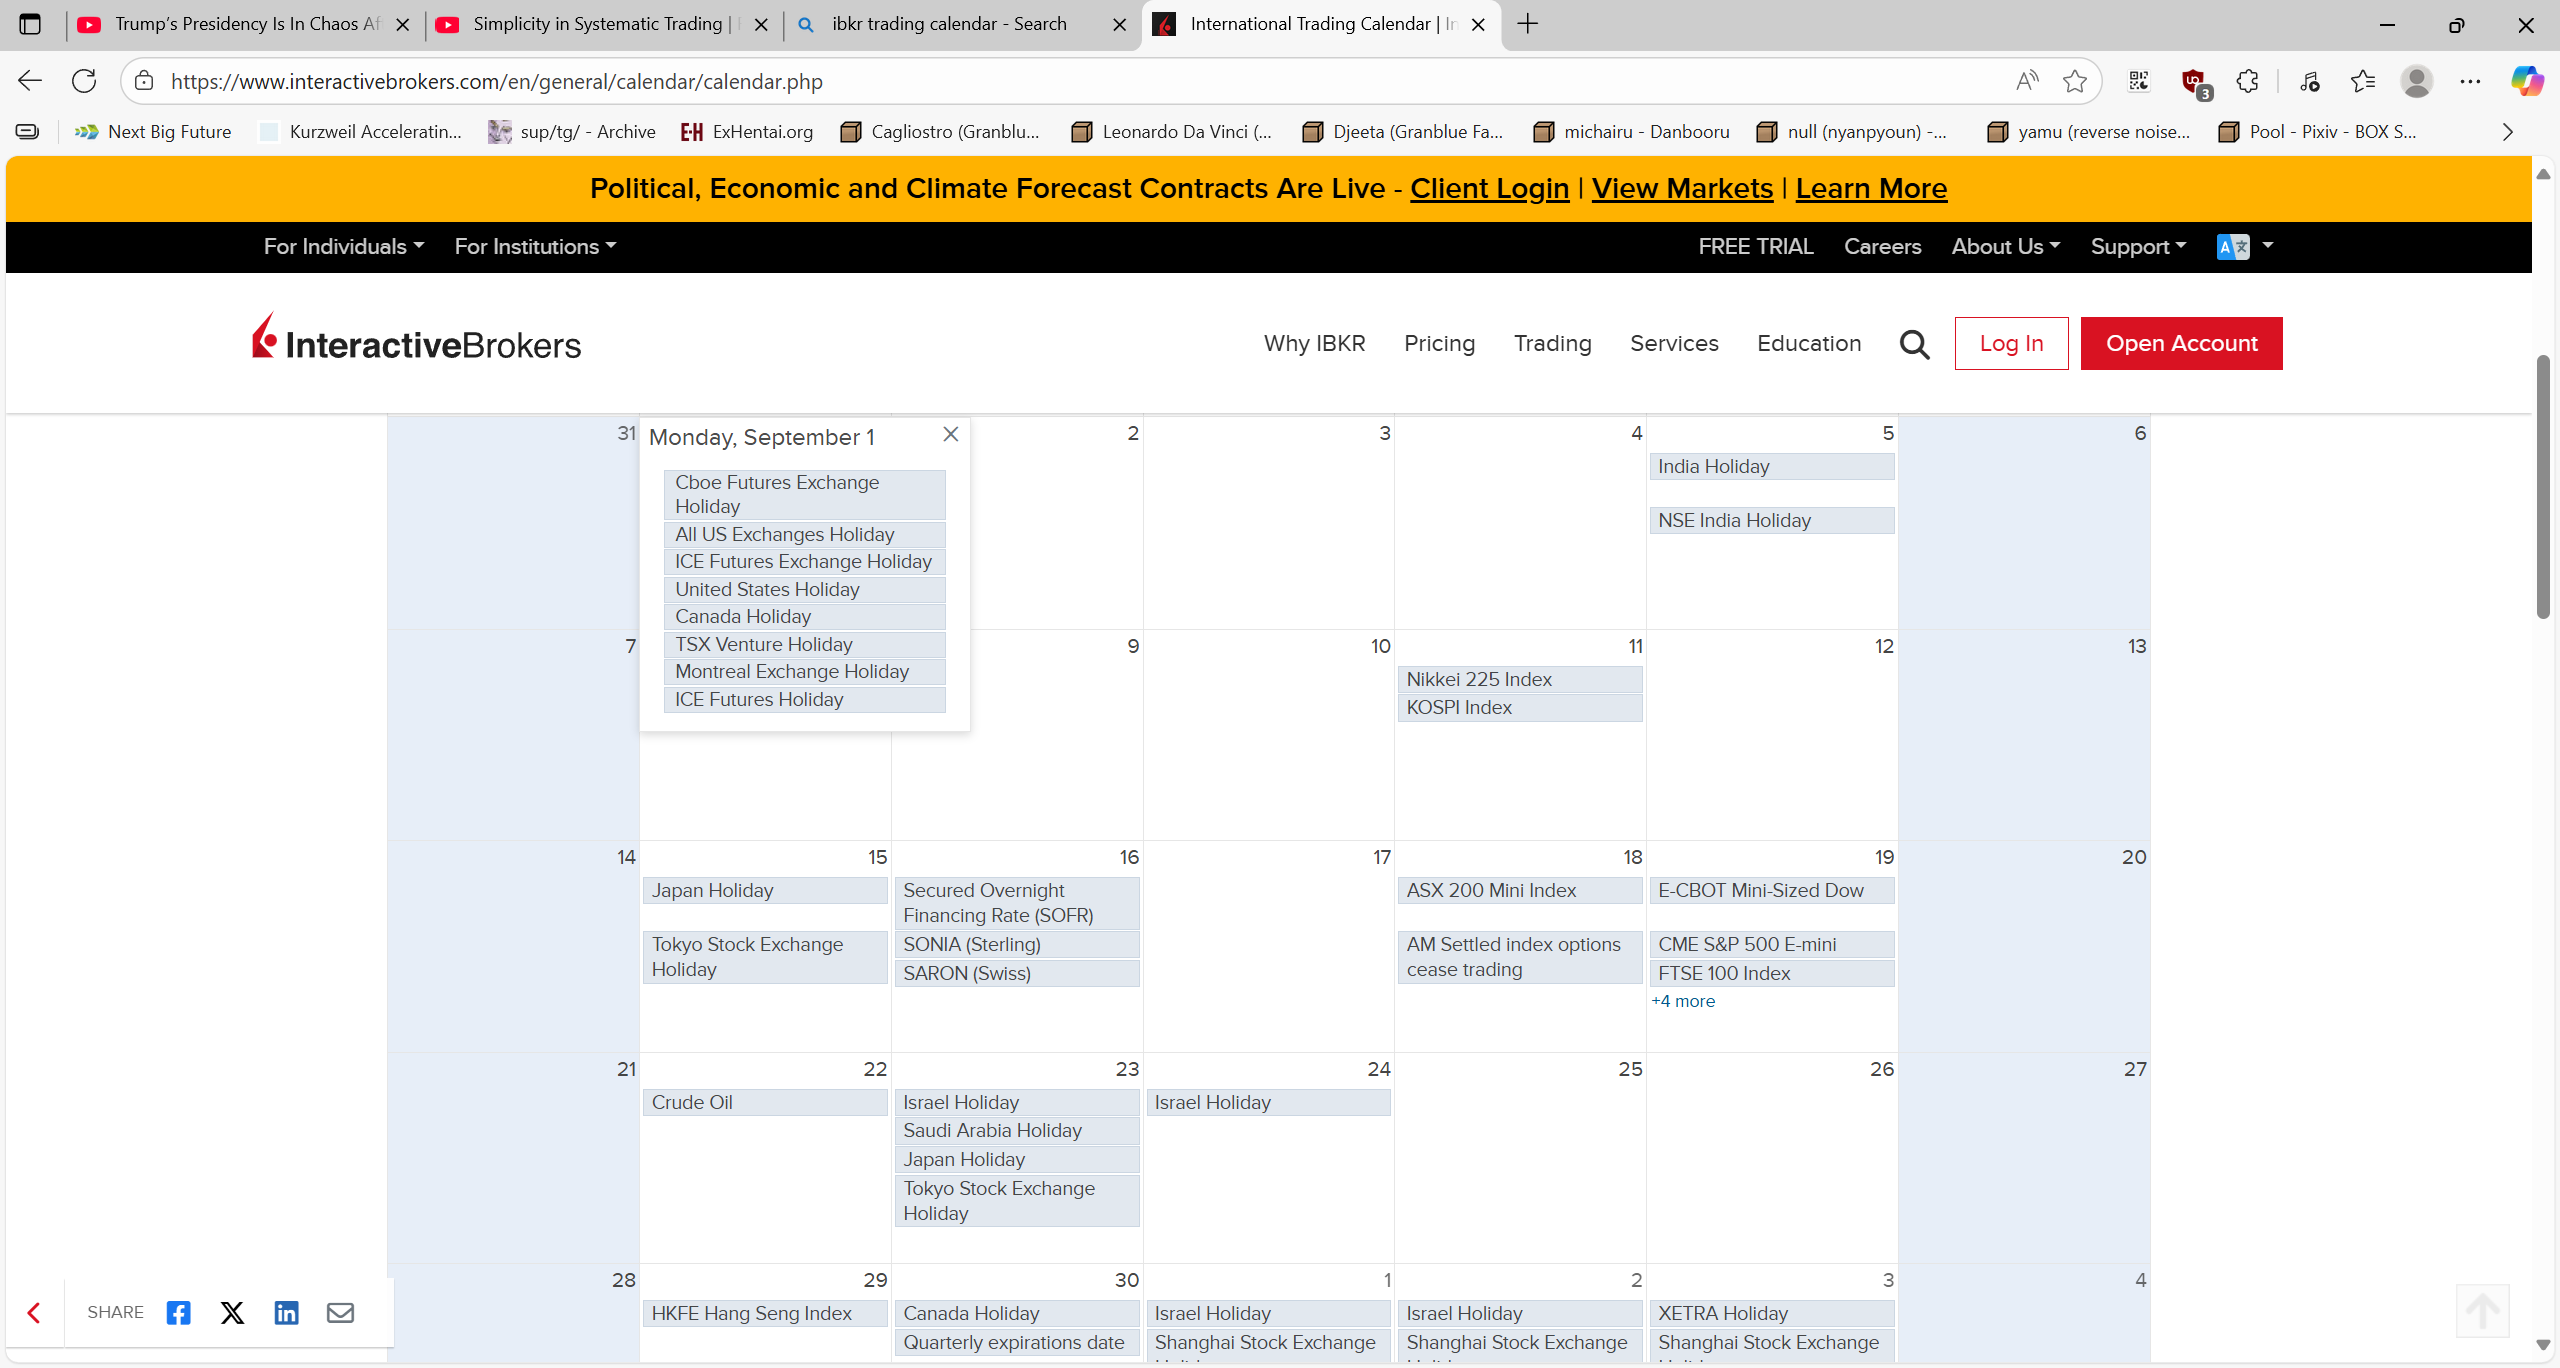 Trump's Presidency Is In Chaos Af
Simplicity in Systematic Trading |
ibkr trading calendar - Search
International Trading Calendar | In
https://www.interactivebrokers.com/en/general/calendar/calendar.php
3
Next Big Future
Kurzweil Acceleratin...
sup/tg/ - Archive
E-H ExHentai.org
Cagliostro (Granblu...
Leonardo Da Vinci (...
Djeeta (Granblue Fa...
michairu - Danbooru
null (nyanpyoun) -...
yamu (reverse noise...
Pool - Pixiv - BOX S...
Political, Economic and Climate Forecast Contracts Are Live - Client Login | View Markets | Learn More
For Individuals
For Institutions
FREE TRIAL
Careers
About Us
Support
InteractiveBrokers
Why IBKR
Pricing
Trading
Services
Education
Log In
Open Account
31
Monday, September 1
Cboe Futures Exchange
Holiday
All US Exchanges Holiday
ICE Futures Exchange Holiday
United States Holiday
Canada Holiday
TSX Venture Holiday
Montreal Exchange Holiday
ICE Futures Holiday
2
3
4
5
India Holiday
NSE India Holiday
6
7
9
10
11
Nikkei 225 Index
KOSPI Index
12
13
14
15
Japan Holiday
Tokyo Stock Exchange
Holiday
16
Secured Overnight
Financing Rate (SOFR)
SONIA (Sterling)
SARON (Swiss)
17
18
ASX 200 Mini Index
AM Settled index options
cease trading
19
E-CBOT Mini-Sized Dow
CME S&P 500 E-mini
FTSE 100 Index
+4 more
20
21
22
Crude Oil
23
Israel Holiday
Saudi Arabia Holiday
Japan Holiday
Tokyo Stock Exchange
Holiday
24
Israel Holiday
25
26
27
28
29
HKFE Hang Seng Index
30
Canada Holiday
Quarterly expirations date
1
Israel Holiday
Shanghai Stock Exchange
2
Israel Holiday
Shanghai Stock Exchange
3
XETRA Holiday
Shanghai Stock Exchange
4
SHARE